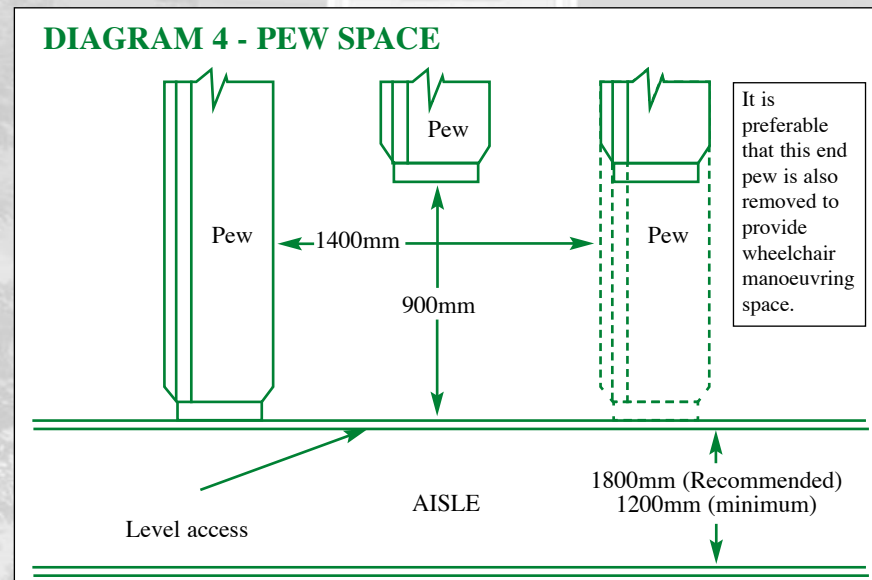 DIAGRAM 4 - PEW SPACE
Pew
It is
preferable
that this end
pew is also
removed to
provide
wheelchair
manoeuvring
space.
Pew
1400mm
Pew
900mm
1800mm (Recommended)
1200mm (minimum)
AISLE
Level access